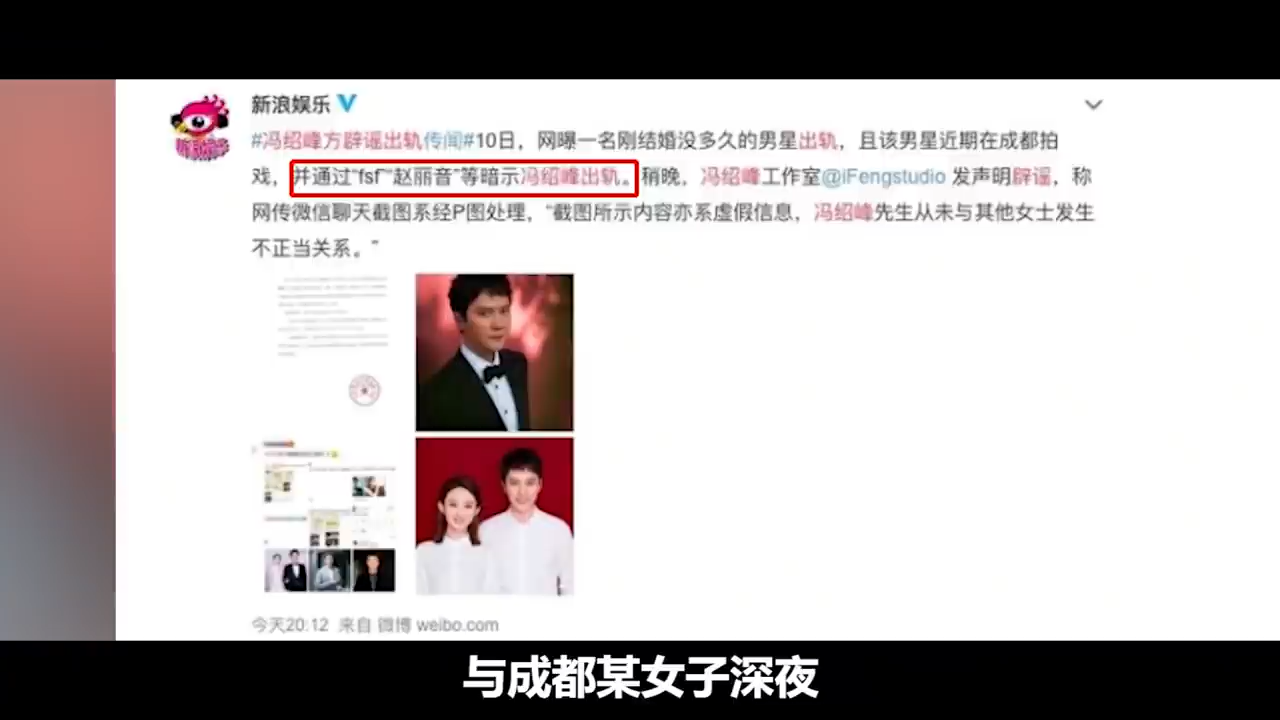 新浪娱乐
#冯绍峰方辟谣出轨传闻#10日，网曝一名刚结婚没多久的男星出轨，且该男星近期在成都拍
戏，并通过“fsf”“赵丽音”等暗示冯绍峰出轨。稍晚，冯绍峰工作室@iFengstudio 发声明辟谣，称
网传微信聊天截图系经P图处理，“截图所示内容亦系虚假信息，冯绍峰先生从未与其他女士发生
不正当关系。”
今天20:12 来自 微博 weibo.com
与成都某女子深夜